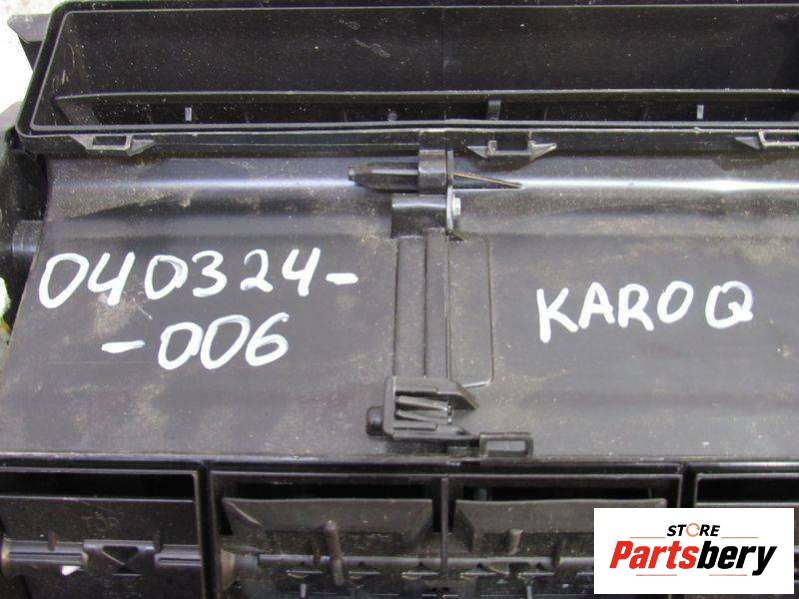 040324-
-006
KAROQ
TOP
STORE
Partsbery